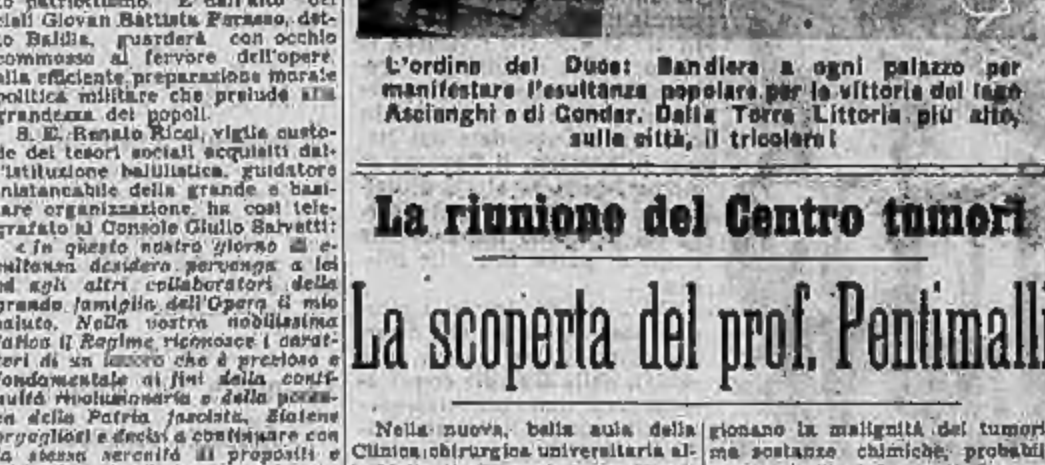 patriottismo. E dall'alto dei
ciali Giovan Battista Perasso, det-
to Balilla, guarderà con occhio
commosso al fervore dell'opere,
alla efficiente preparazione morale
politica militare che prelude alla
grandezza dei popoli.
S. E. Renato Ricci, vigile custo-
de dei tesori sociali acquisiti dal-
l'istituzione balillistica, guidatore
instancabile della grande e basi-
lare organizzazione, ha così tele-
grafato al Console Giulio Salvetti:
« In questo nostro giorno di e-
sultanza desidero pervenga a lei
ed agli altri collaboratori della
grande famiglia dell'Opera il mio
saluto. Nella vostra nobilissima
fatica il Regime riconosce i carat-
teri di un lavoro che è prezioso e
fondamentale ai fini della conti-
nuità rivoluzionaria e della poten-
za della Patria fascista. Siatene
orgogliosi e decisi a continuare con
la stessa serenità di propositi e
L'ordine del Duce: Bandiere a ogni palazzo per
manifestare l'esultanza popolare per la vittoria del lago
Ascianghi e di Gondar. Dalla Torre Littoria più alto,
sulla città, il tricolore!
La riunione del Centro tumori
La scoperta del prof. Pentimalli
Nella nuova, bella aula della
Clinica chirurgica universitaria al-
gionano la malignità dei tumori
ma sostanze chimiche, probabil